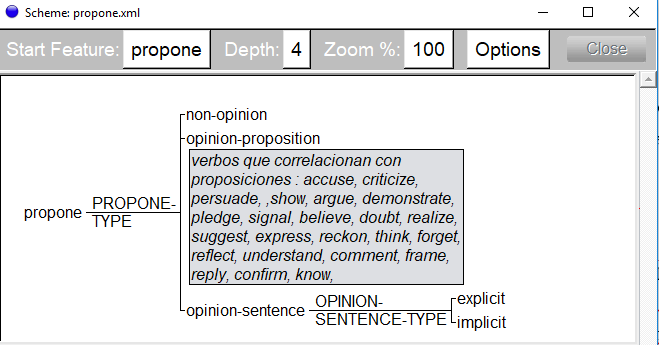 Scheme: propone.xml
Start Feature: propone Depth: 4 Zoom %: 100 Options Close
non-opinion
opinion-proposition
verbos que correlacionan con
proposiciones : accuse, criticize,
persuade, ,show, argue, demonstrate,
pledge, signal, believe, doubt, realize,
suggest, express, reckon, think, forget,
reflect, understand, comment, frame,
reply, confirm, know,
propone PROPONE-
TYPE
opinion-sentence OPINION-
SENTENCE-TYPE
explicit
implicit